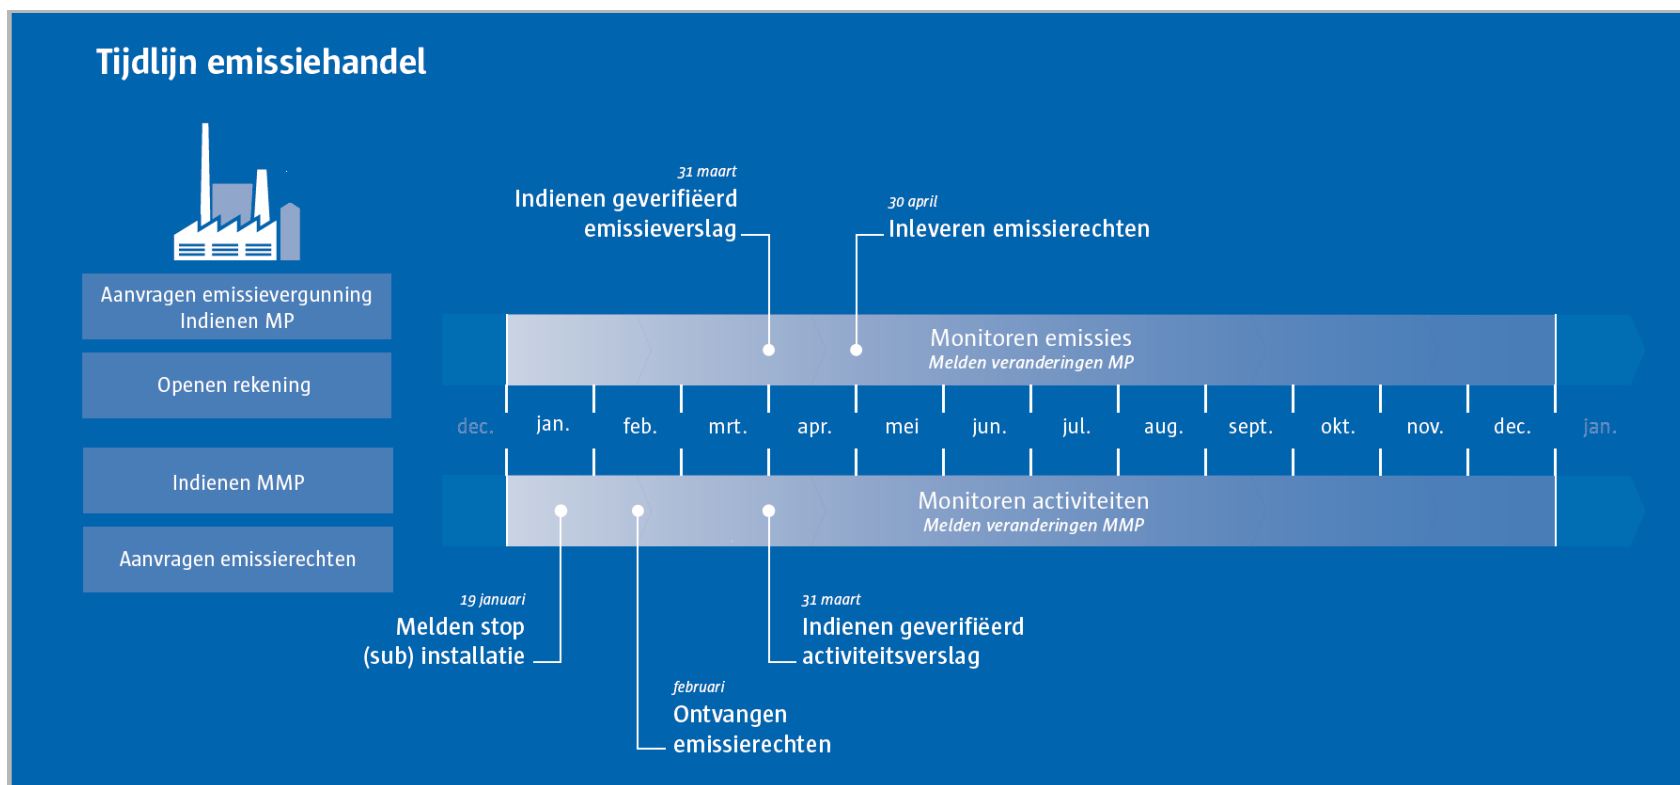 Tijdlijn emissiehandel
Aanvragen emissievergunning
Indienen MP
Openen rekening
Indienen MMP
Aanvragen emissierechten
31 maart
Indienen geverifiëerd
emissieverslag
30 april
Inleveren emissierechten
Monitoren emissies
Melden veranderingen MP
dec. jan. feb. mrt. apr. mei jun. jul. aug. sept. okt. nov. dec. jan.
Monitoren activiteiten
Melden veranderingen MMP
19 januari
Melden stop
(sub) installatie
februari
Ontvangen
emissierechten
31 maart
Indienen geverifiëerd
activiteitsverslag